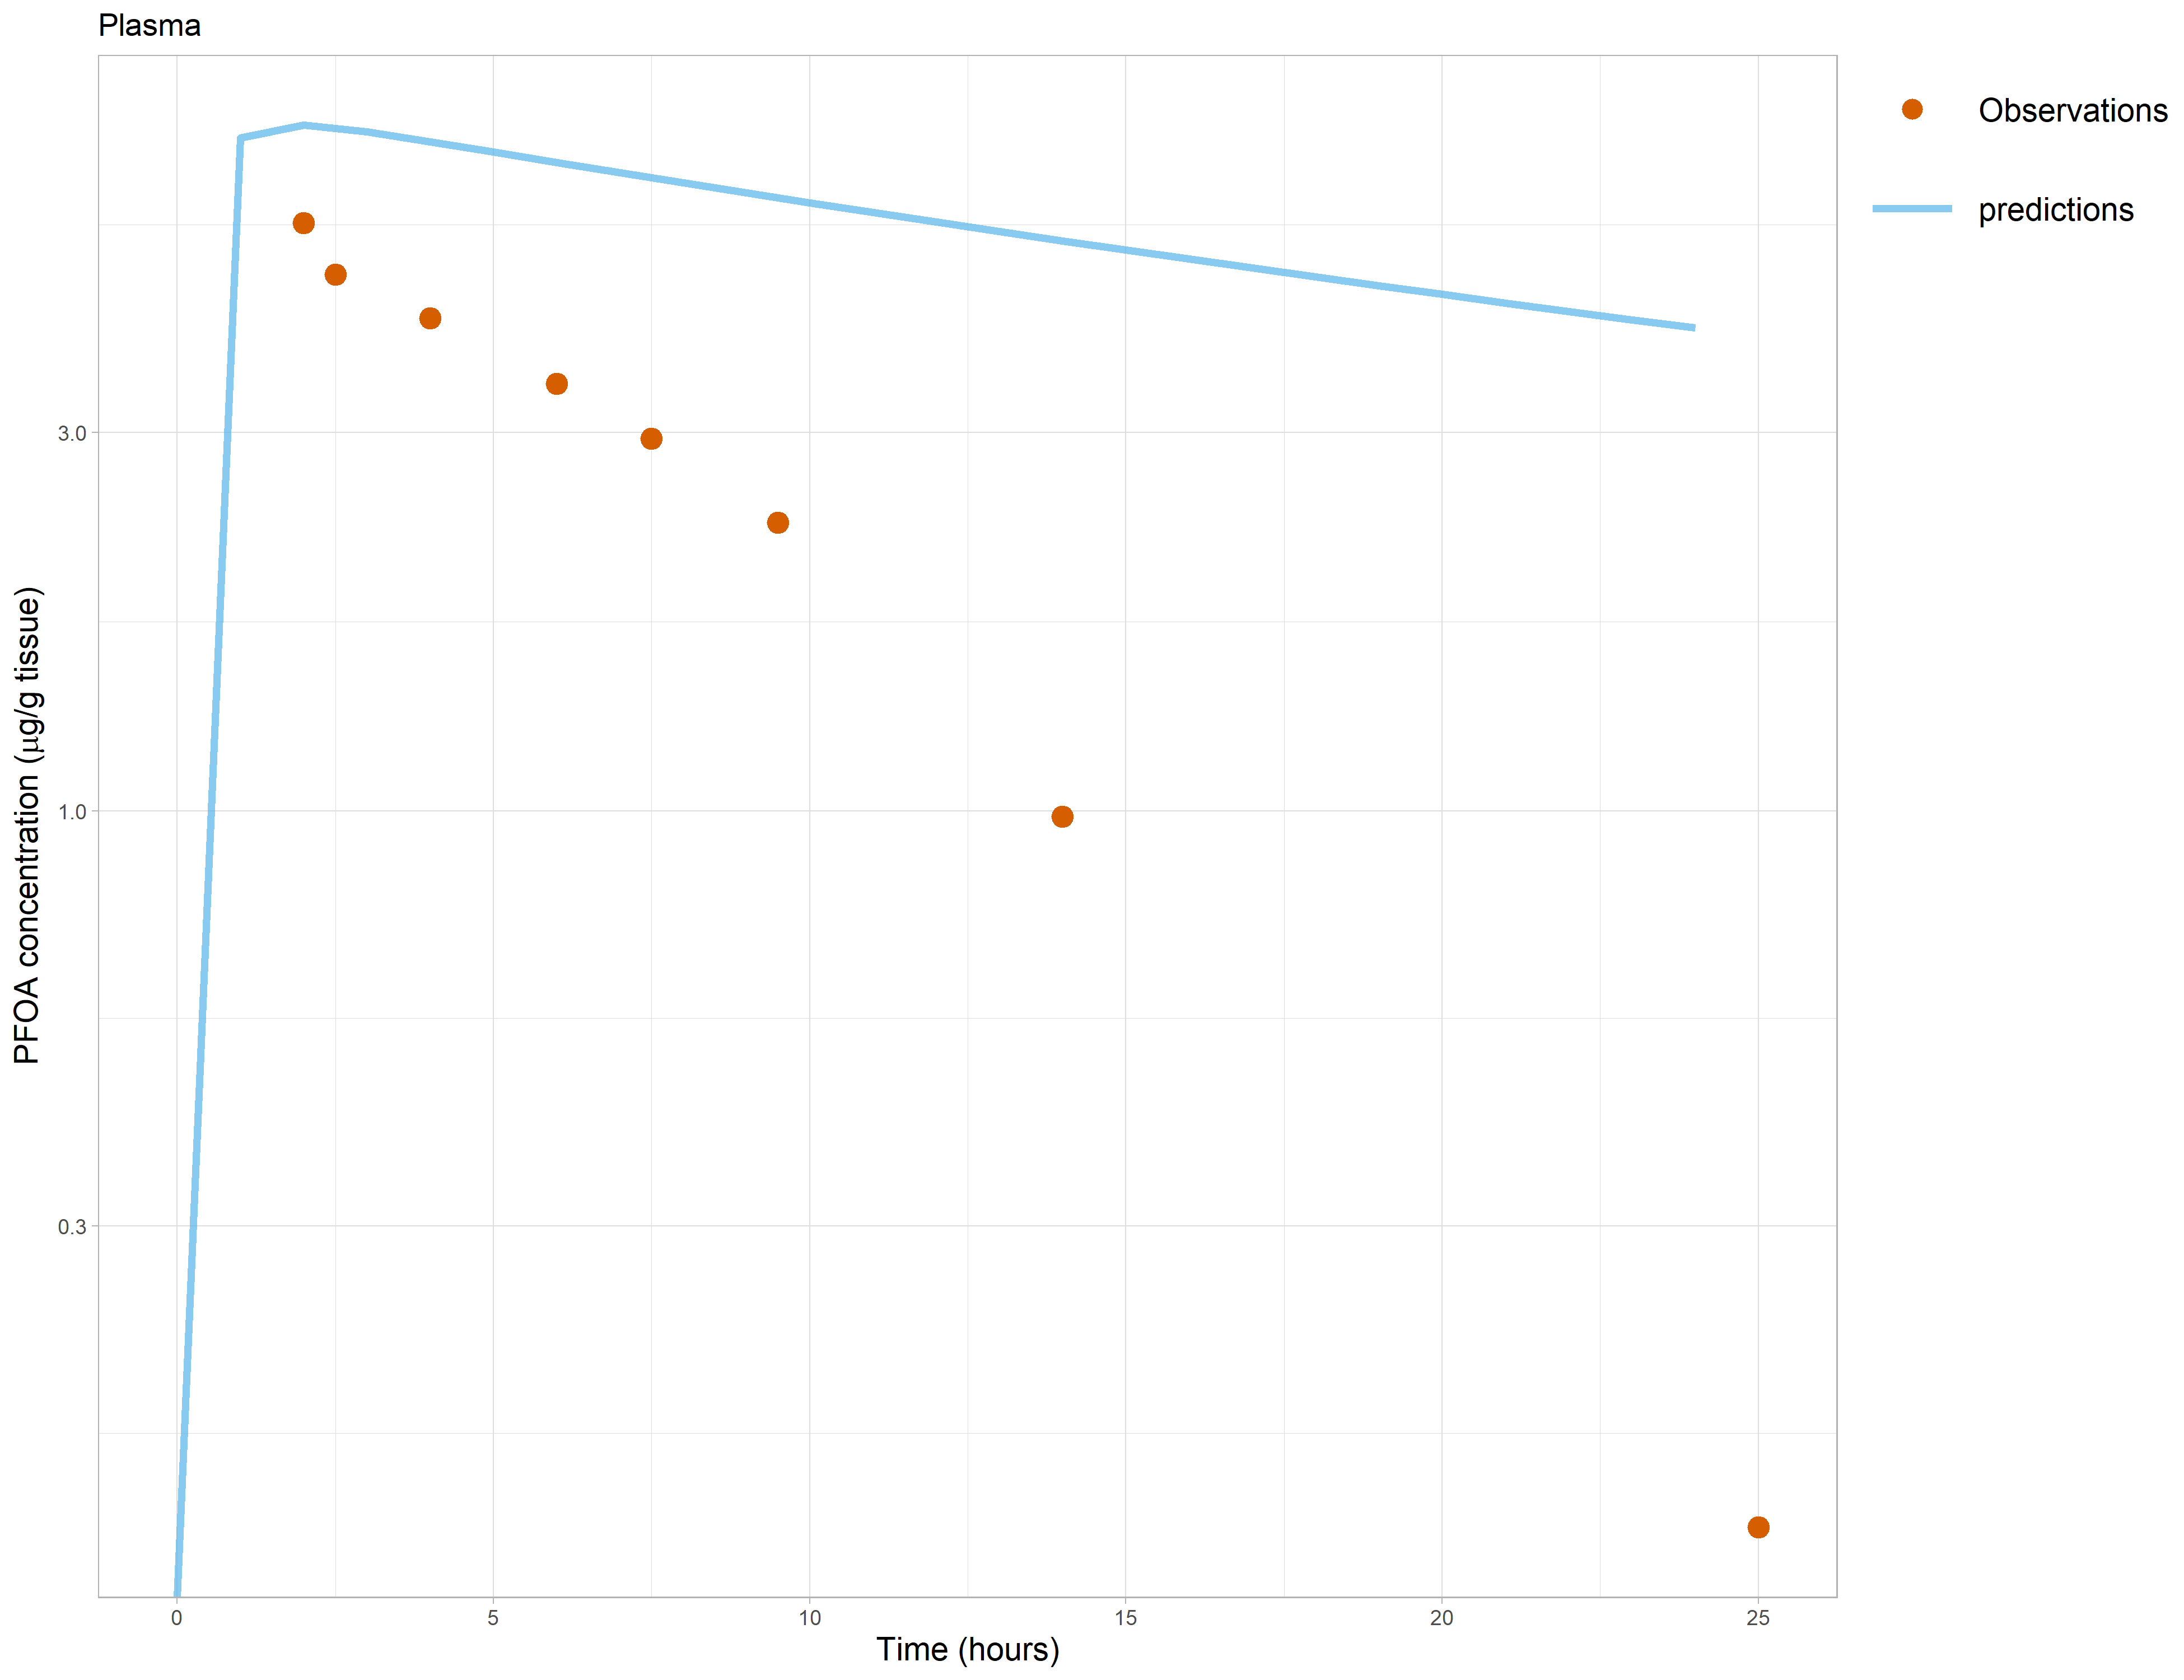 Plasma
Observations
predictions
PFOA concentration (μg/g tissue)
3.0
1.0
0.3
0
5
10
15
20
25
Time (hours)